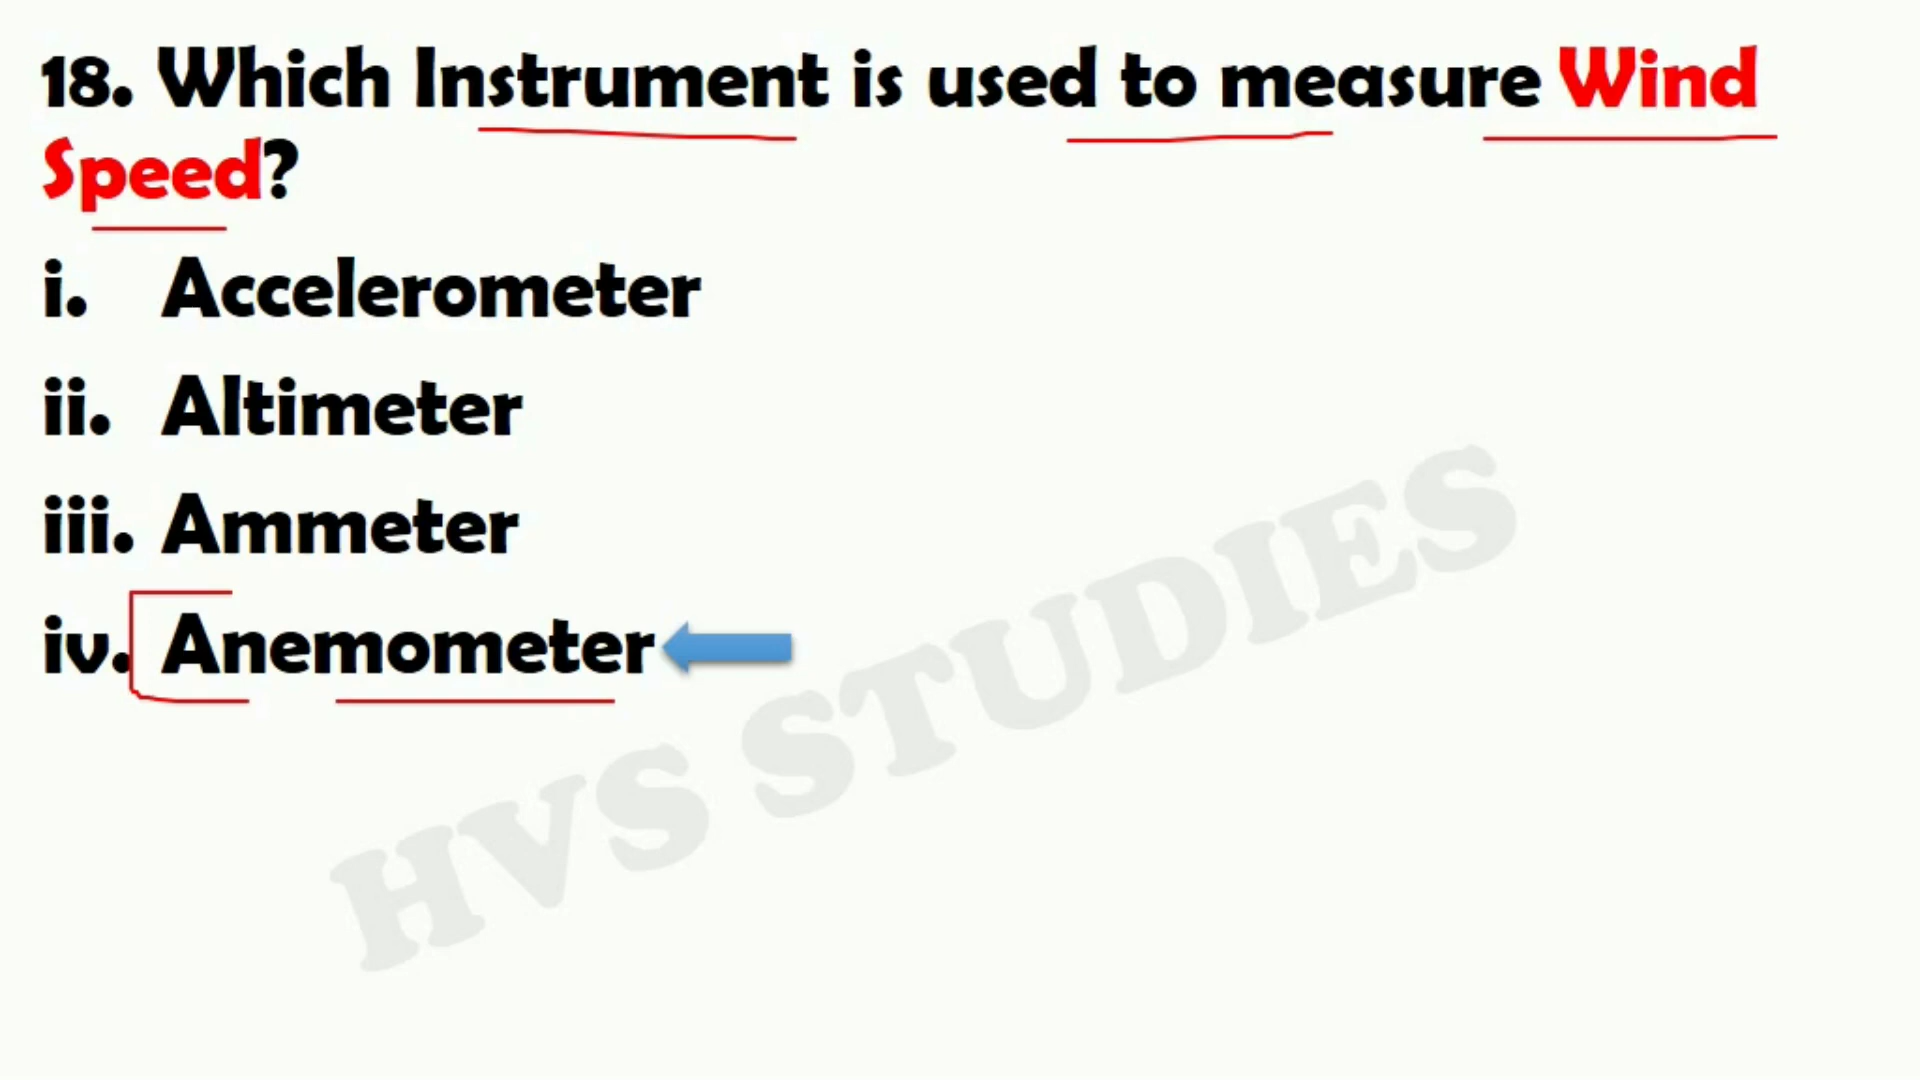 18. Which Instrument is used to measure Wind
Speed?
i. Accelerometer
ii. Altimeter
iii. Ammeter
iv. Anemometer
HVS STUDIES